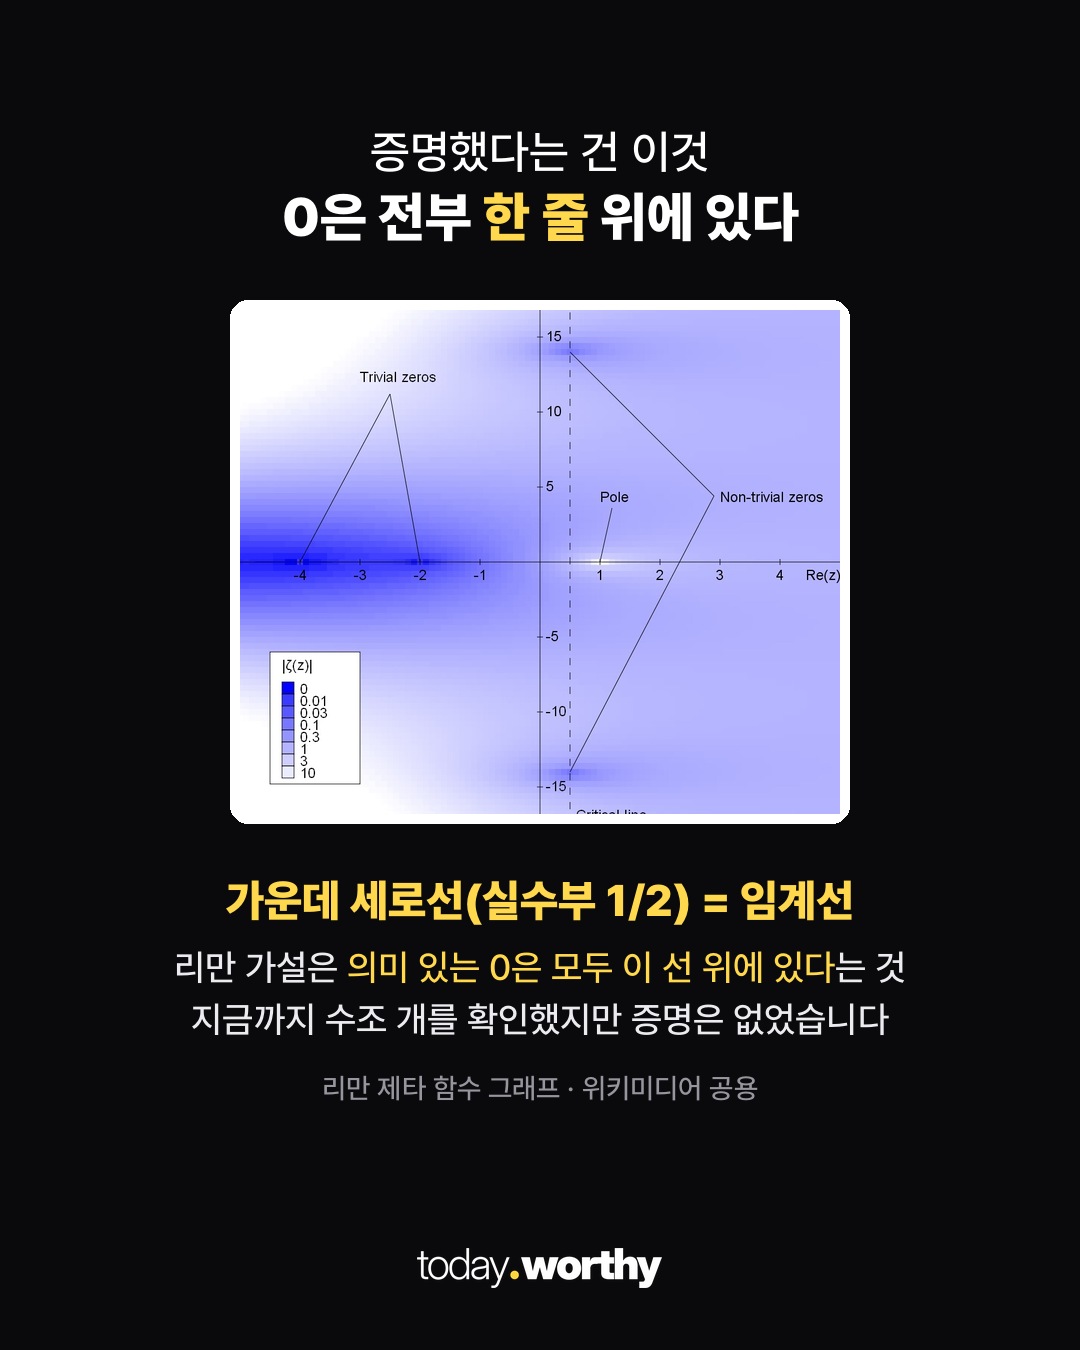 증명했다는 건 이것
0은 전부 한 줄 위에 있다
15
Trivial zeros
10
5
Pole
Non-trivial zeros
-4
-3
-2
-1
1
2
3
4
Re(z)
-5
|ζ(z)|
0
0.01
0.03
0.1
0.3
1
3
10
-10
-15
Critical line
가운데 세로선(실수부 1/2) = 임계선
리만 가설은 의미 있는 0은 모두 이 선 위에 있다는 것
지금까지 수조 개를 확인했지만 증명은 없었습니다
리만 제타 함수 그래프 · 위키미디어 공용
today.worthy